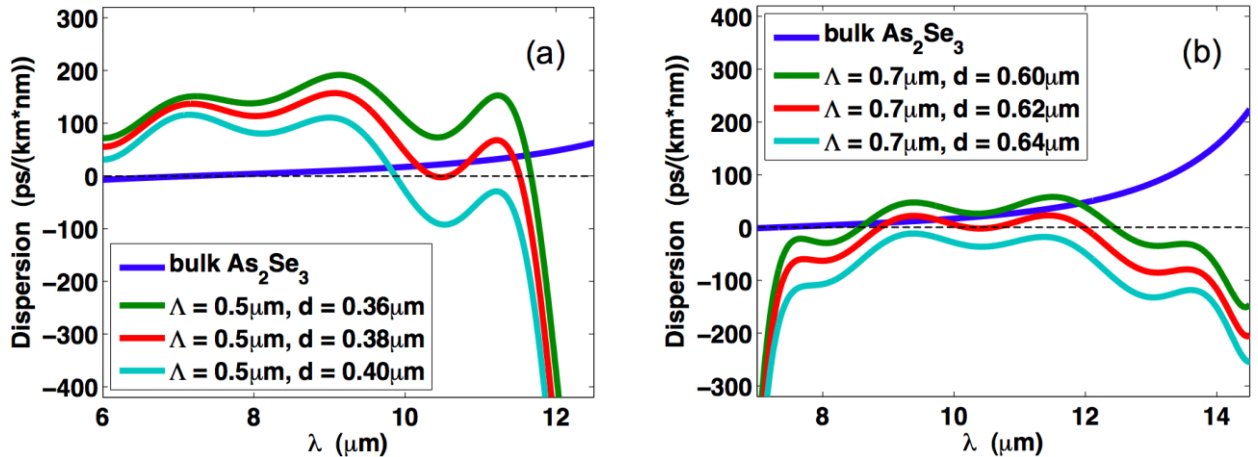 300
200
100
0
−100
−200
−300
−400
Dispersion (ps/(km*nm))
(a)
bulk As₂Se₃
Λ = 0.5μm, d = 0.36μm
Λ = 0.5μm, d = 0.38μm
Λ = 0.5μm, d = 0.40μm
6 8 10 12
λ (μm)
400
300
200
100
0
−100
−200
−300
Dispersion (ps/(km*nm))
bulk As₂Se₃
Λ = 0.7μm, d = 0.60μm
Λ = 0.7μm, d = 0.62μm
Λ = 0.7μm, d = 0.64μm
(b)
8 10 12 14
λ (μm)